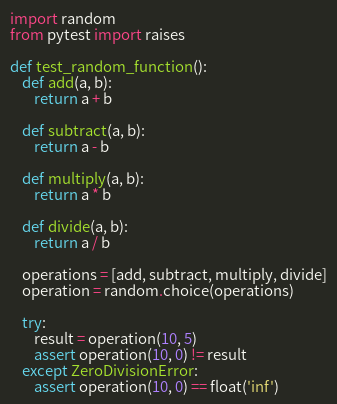 import random
from pytest import raises

def test_random_function():
    def add(a, b):
        return a + b

    def subtract(a, b):
        return a - b

    def multiply(a, b):
        return a * b

    def divide(a, b):
        return a / b

    operations = [add, subtract, multiply, divide]
    operation = random.choice(operations)

    try:
        result = operation(10, 5)
        assert operation(10, 0) != result
    except ZeroDivisionError:
        assert operation(10, 0) == float('inf')